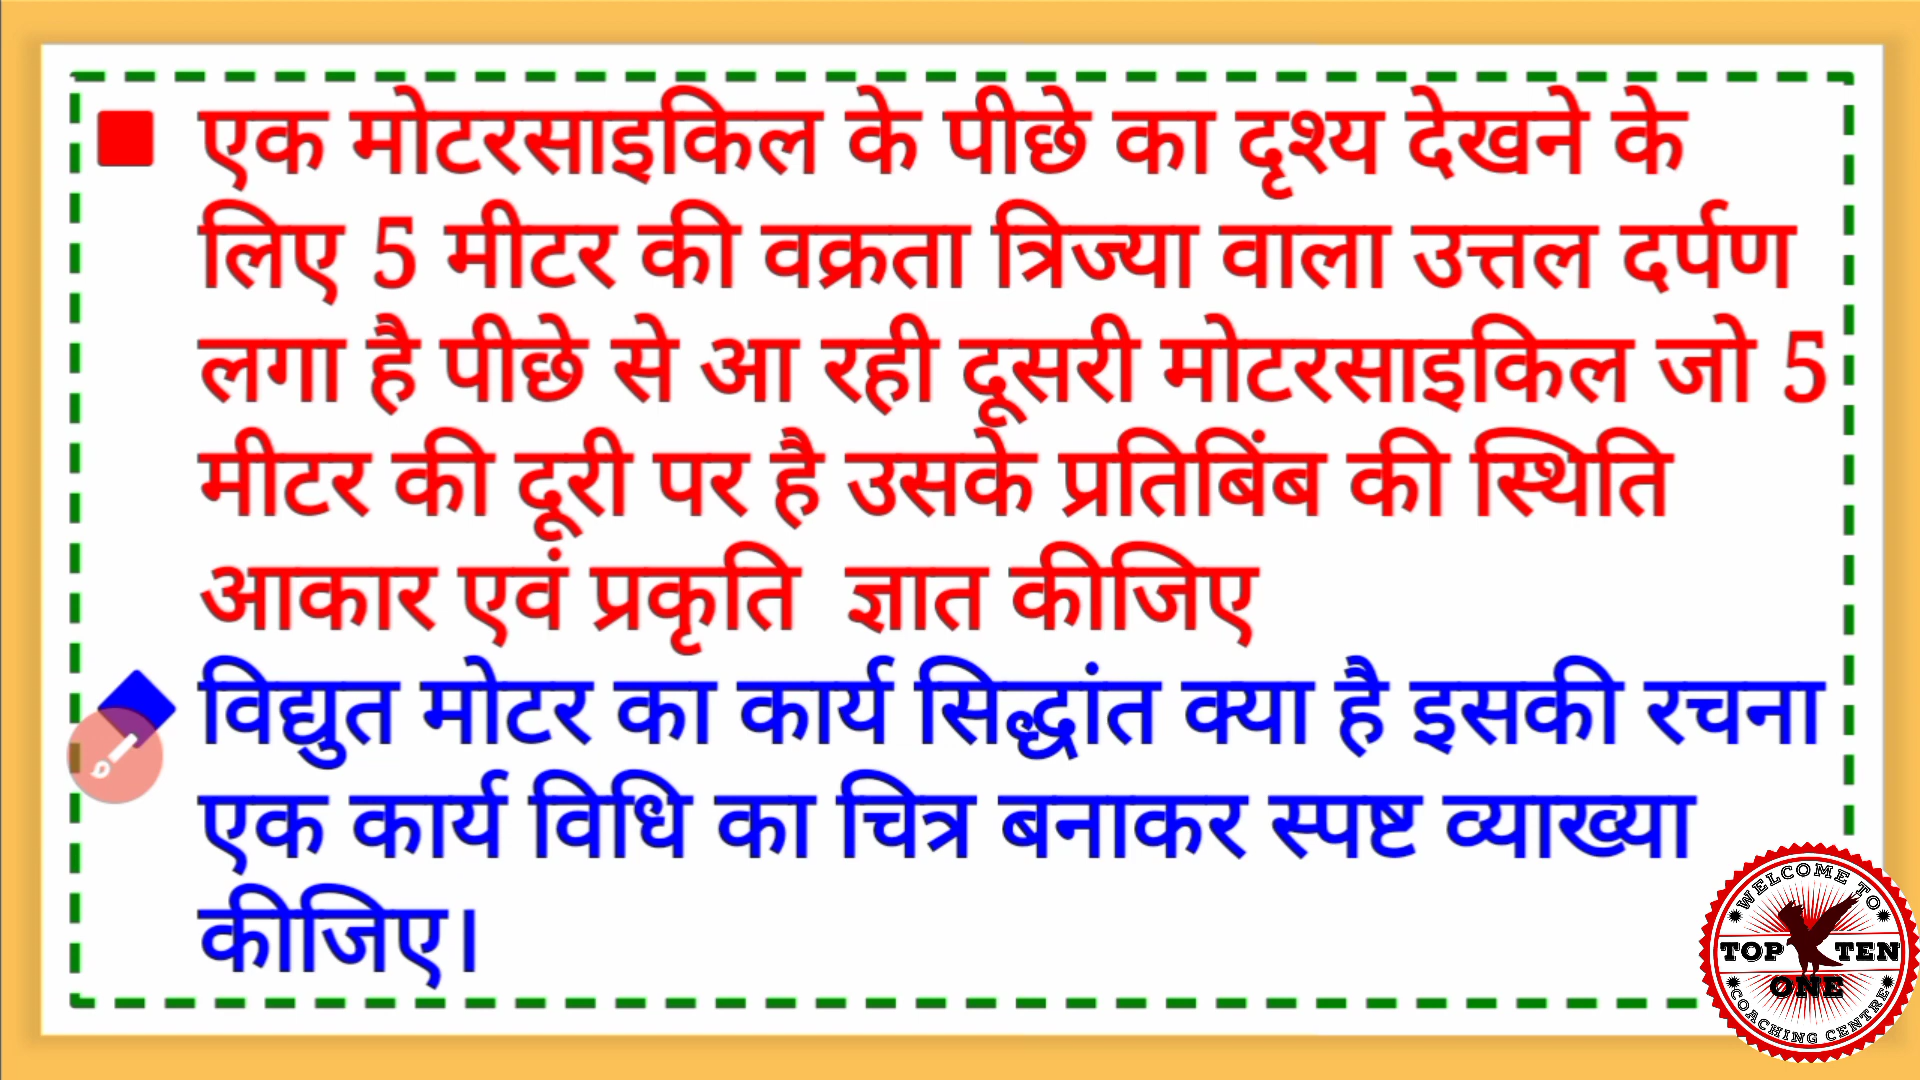 एक मोटरसाइकिल के पीछे का दृश्य देखने के
लिए 5 मीटर की वक्रता त्रिज्या वाला उत्तल दर्पण
लगा है पीछे से आ रही दूसरी मोटरसाइकिल जो 5
मीटर की दूरी पर है उसके प्रतिबिंब की स्थिति
आकार एवं प्रकृति ज्ञात कीजिए
विद्युत मोटर का कार्य सिद्धांत क्या है इसकी रचना
एक कार्य विधि का चित्र बनाकर स्पष्ट व्याख्या
कीजिए।
WELCOME TO
TOP TEN
ONE
COACHING CENTRE